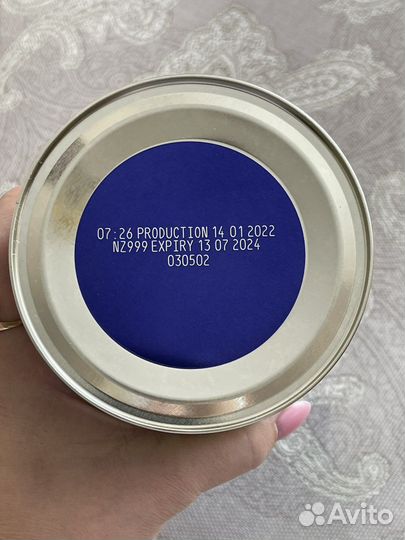 07:26 PRODUCTION 14 01 2022
NZ999 EXPIRY 13 07 2024
030502
Avito